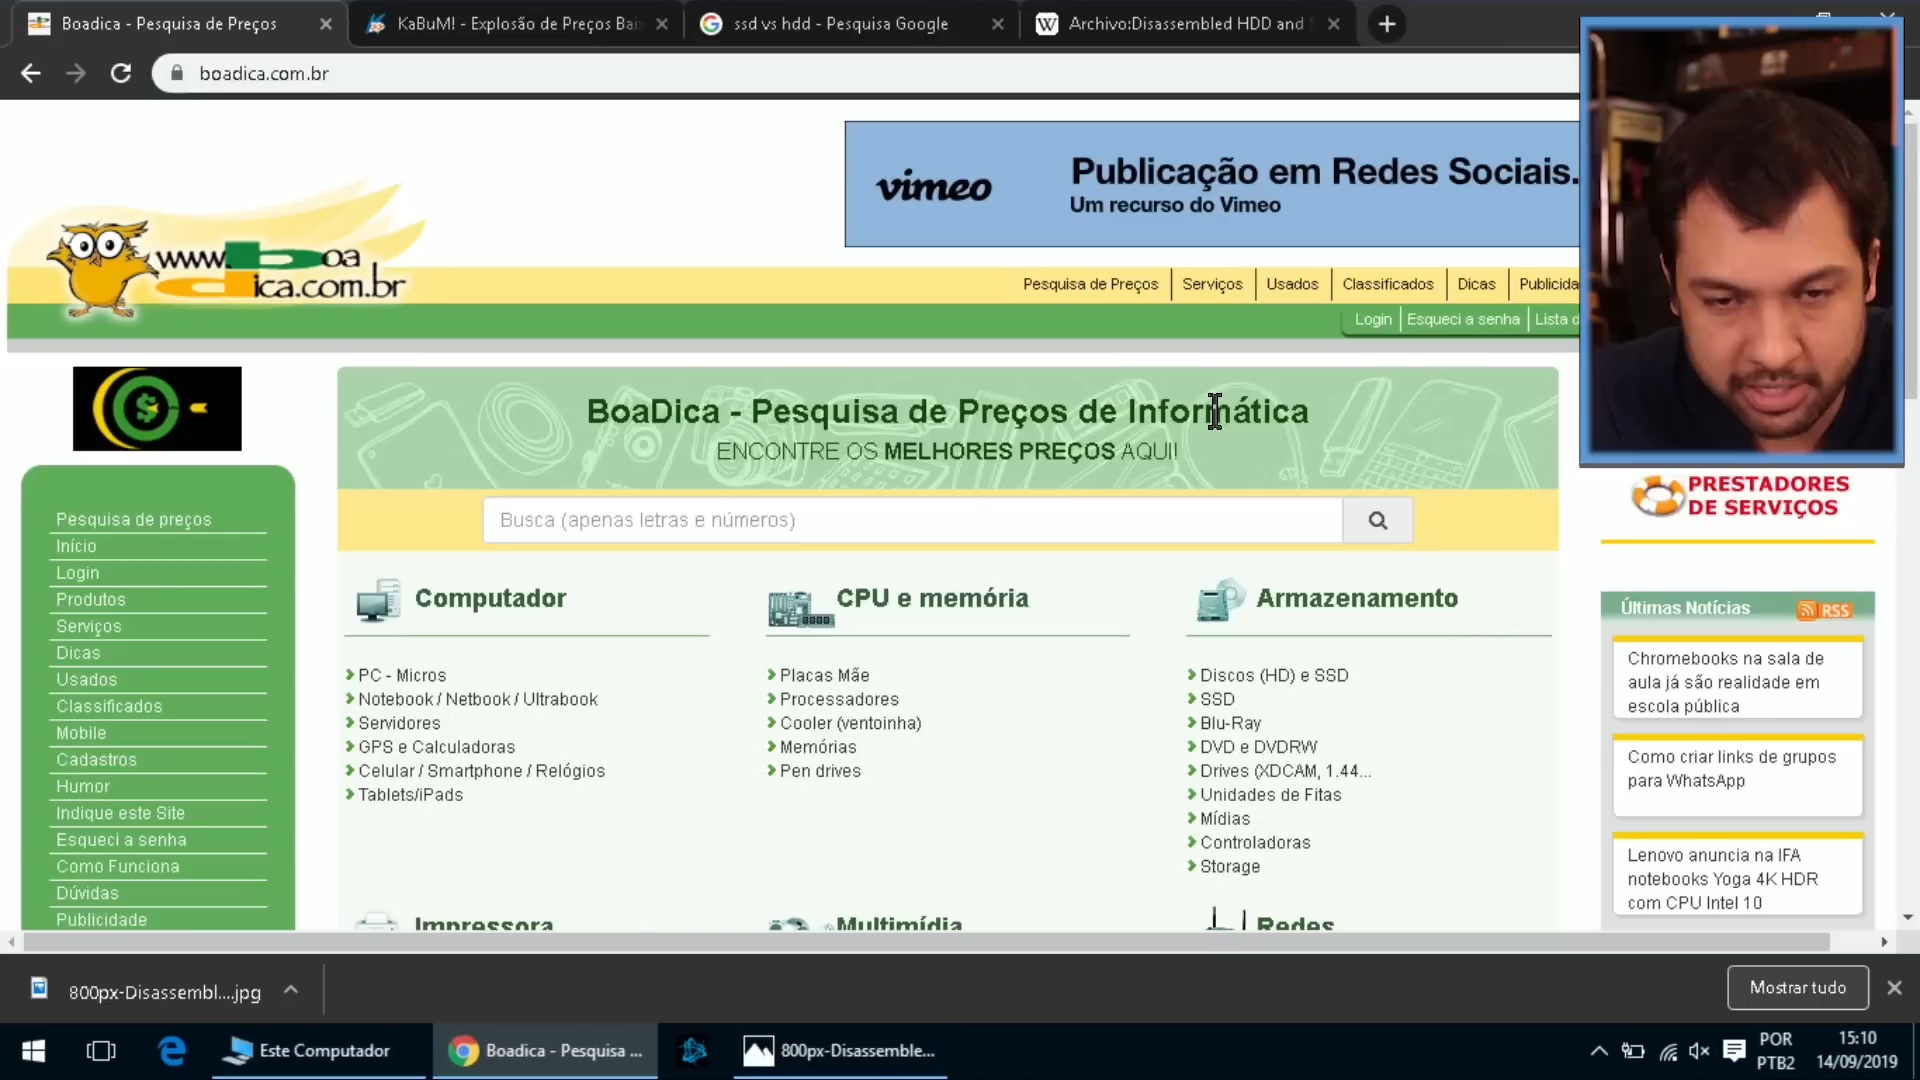 Boadica - Pesquisa de Preços
KaBuM! - Explosão de Preços Bai
ssd vs hdd - Pesquisa Google
Archivo:Disassembled HDD and S
boadica.com.br
vimeo
Publicação em Redes Sociais.
Um recurso do Vimeo
www.boa
dica.com.br
Pesquisa de Preços
Serviços
Usados
Classificados
Dicas
Publicida
Login
Esqueci a senha
Lista d
BoaDica - Pesquisa de Preços de Informática
ENCONTRE OS MELHORES PREÇOS AQUI!
Busca (apenas letras e números)
Pesquisa de preços
Início
Login
Produtos
Serviços
Dicas
Usados
Classificados
Mobile
Cadastros
Humor
Indique este Site
Esqueci a senha
Como Funciona
Dúvidas
Publicidade
Computador
PC - Micros
Notebook / Netbook / Ultrabook
Servidores
GPS e Calculadoras
Celular / Smartphone / Relógios
Tablets/iPads
CPU e memória
Placas Mãe
Processadores
Cooler (ventoinha)
Memórias
Pen drives
Armazenamento
Discos (HD) e SSD
SSD
Blu-Ray
DVD e DVDRW
Drives (XDCAM, 1.44...
Unidades de Fitas
Mídias
Controladoras
Storage
Impressora
Multimídia
Redes
PRESTADORES
DE SERVIÇOS
Últimas Notícias
RSS
Chromebooks na sala de
aula já são realidade em
escola pública
Como criar links de grupos
para WhatsApp
Lenovo anuncia na IFA
notebooks Yoga 4K HDR
com CPU Intel 10
800px-Disassembl....jpg
Mostrar tudo
Este Computador
Boadica - Pesquisa ...
800px-Disassemble...
POR
PTB2
15:10
14/09/2019